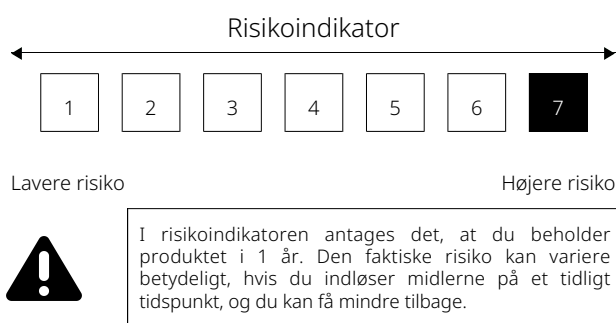 Risikoindikator
1 2 3 4 5 6 7
Lavere risiko Højere risiko
I risikoindikatoren antages det, at du beholder
produktet i 1 år. Den faktiske risiko kan variere
betydeligt, hvis du indløser midlerne på et tidligt
tidspunkt, og du kan få mindre tilbage.